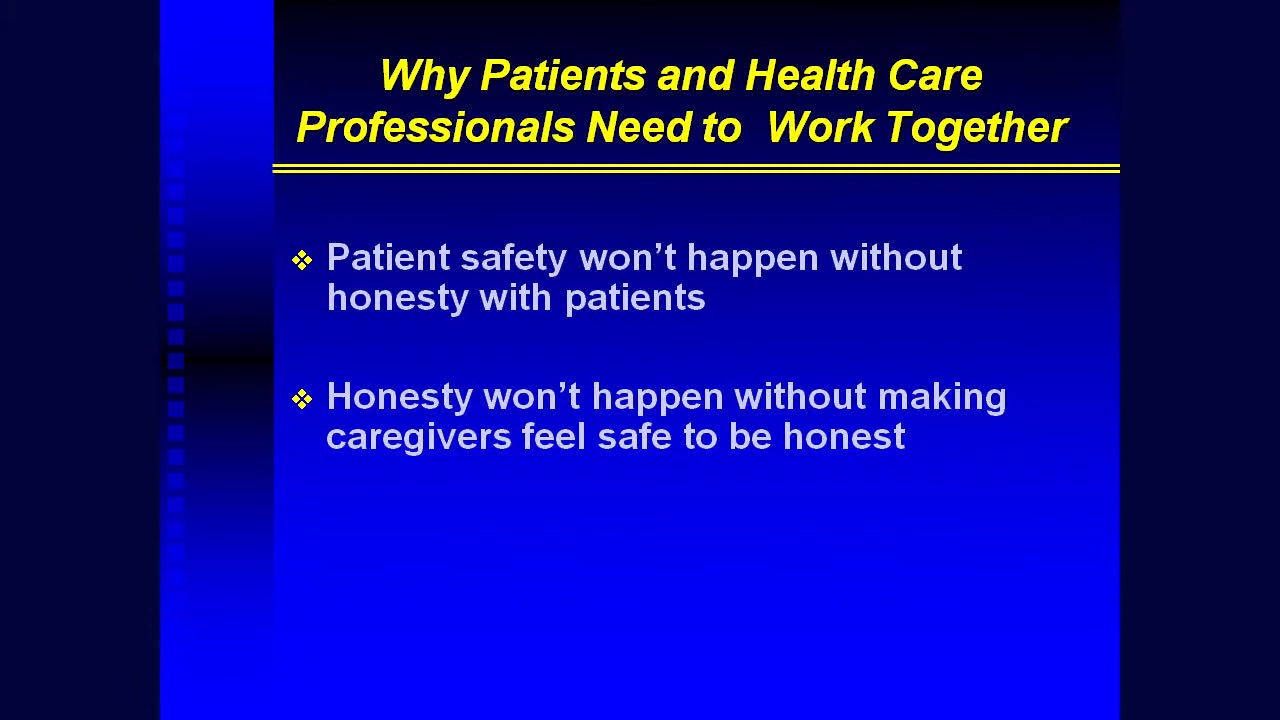 Why Patients and Health Care
Professionals Need to  Work Together
Patient safety won’t happen without
honesty with patients
Honesty won’t happen without making
caregivers feel safe to be honest